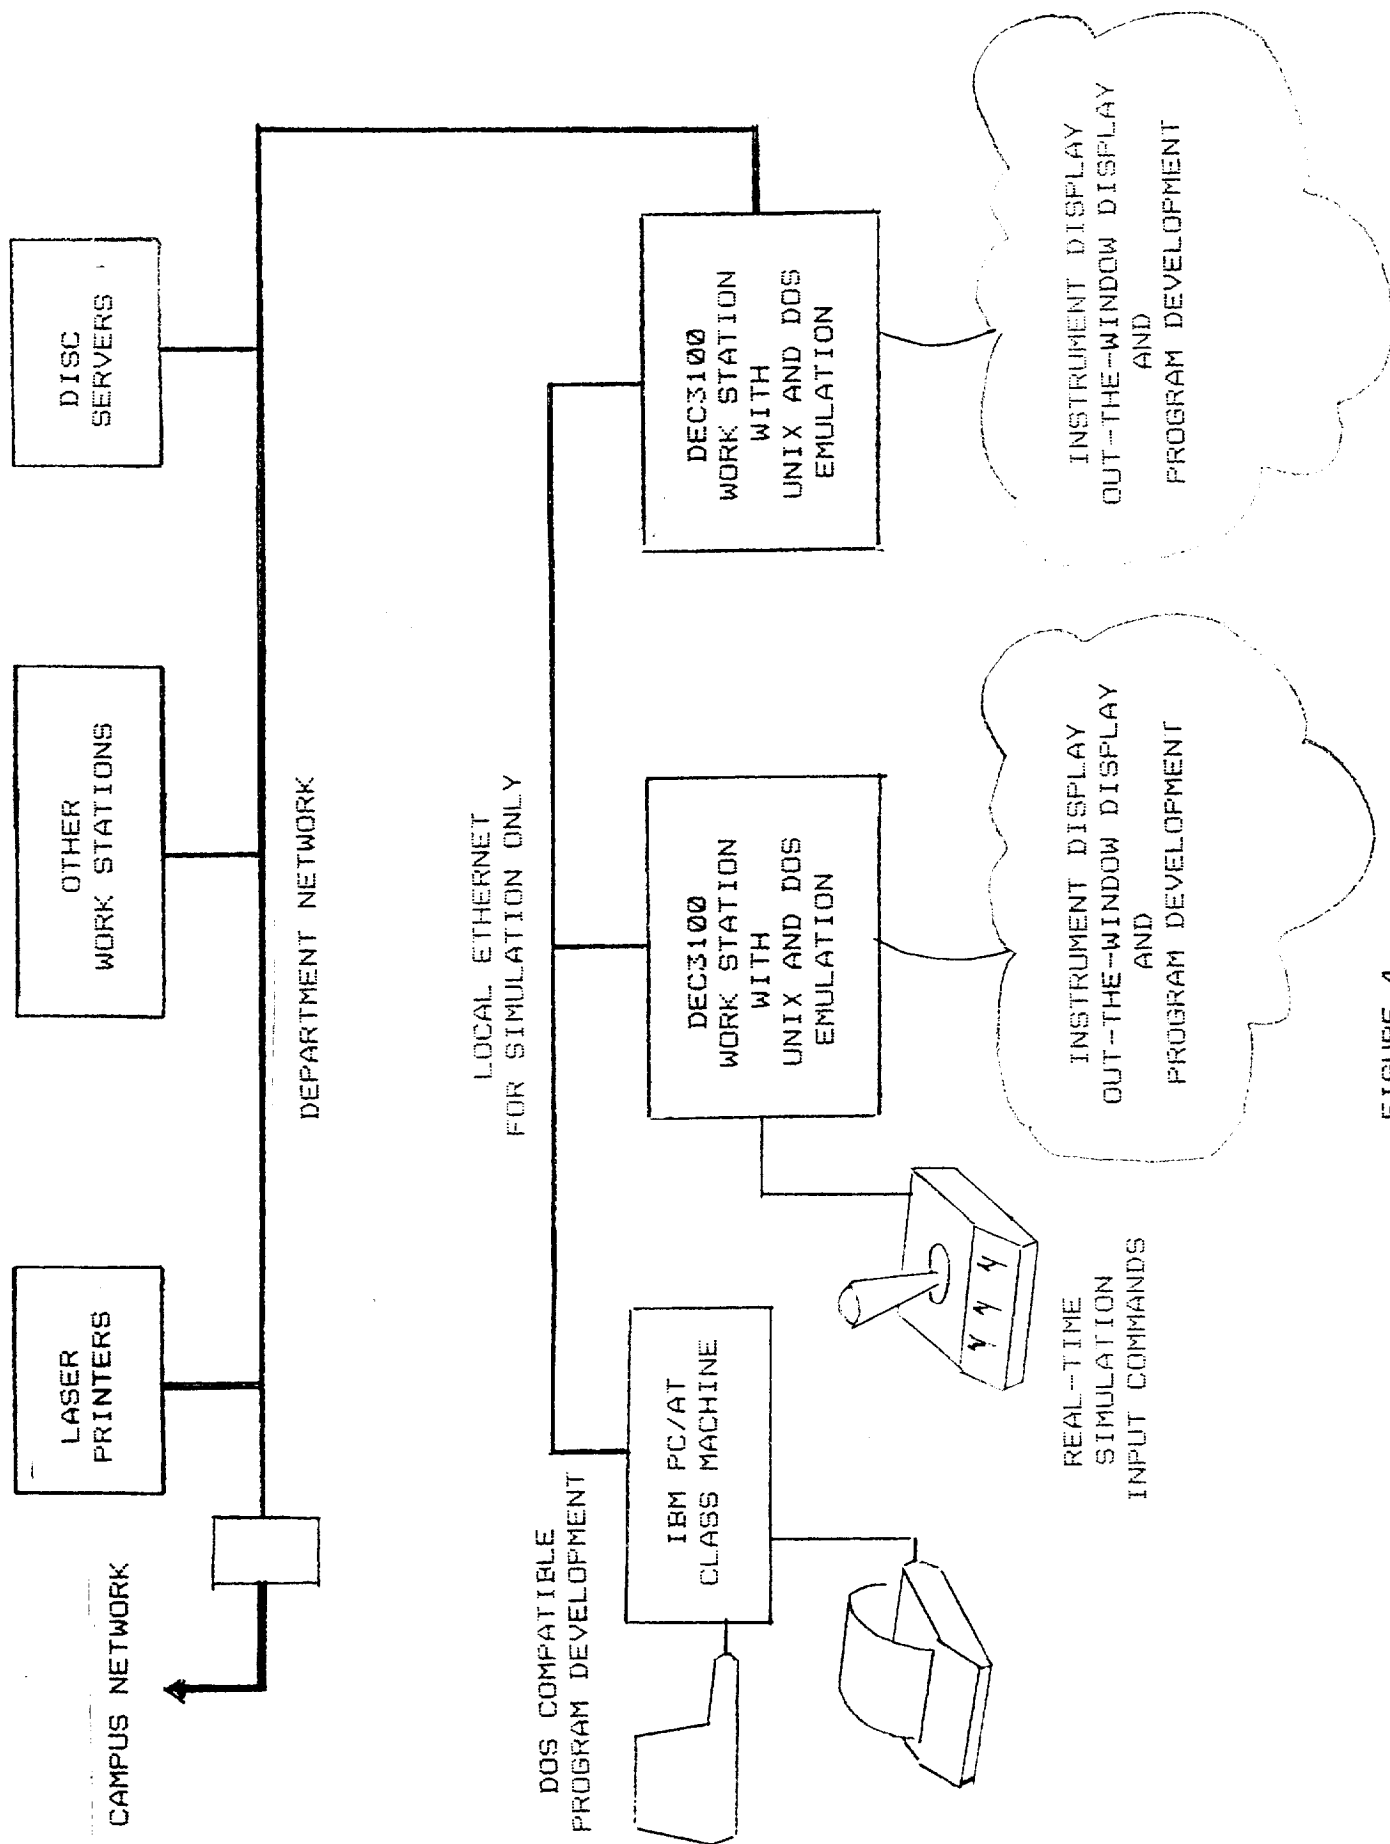 CAMPUS NETWORK
LASER
PRINTERS
OTHER
WORK STATIONS
DISC
SERVERS
DEPARTMENT NETWORK
LOCAL ETHERNET
FOR SIMULATION ONLY
DOS COMPATIBLE
PROGRAM DEVELOPMENT
IBM PC/AT
CLASS MACHINE
DEC3100
WORK STATION
WITH
UNIX AND DOS
EMULATION
DEC3100
WORK STATION
WITH
UNIX AND DOS
EMULATION
REAL-TIME
SIMULATION
INPUT COMMANDS
INSTRUMENT DISPLAY
OUT-THE-WINDOW DISPLAY
AND
PROGRAM DEVELOPMENT
INSTRUMENT DISPLAY
OUT-THE-WINDOW DISPLAY
AND
PROGRAM DEVELOPMENT
FIGURE 4